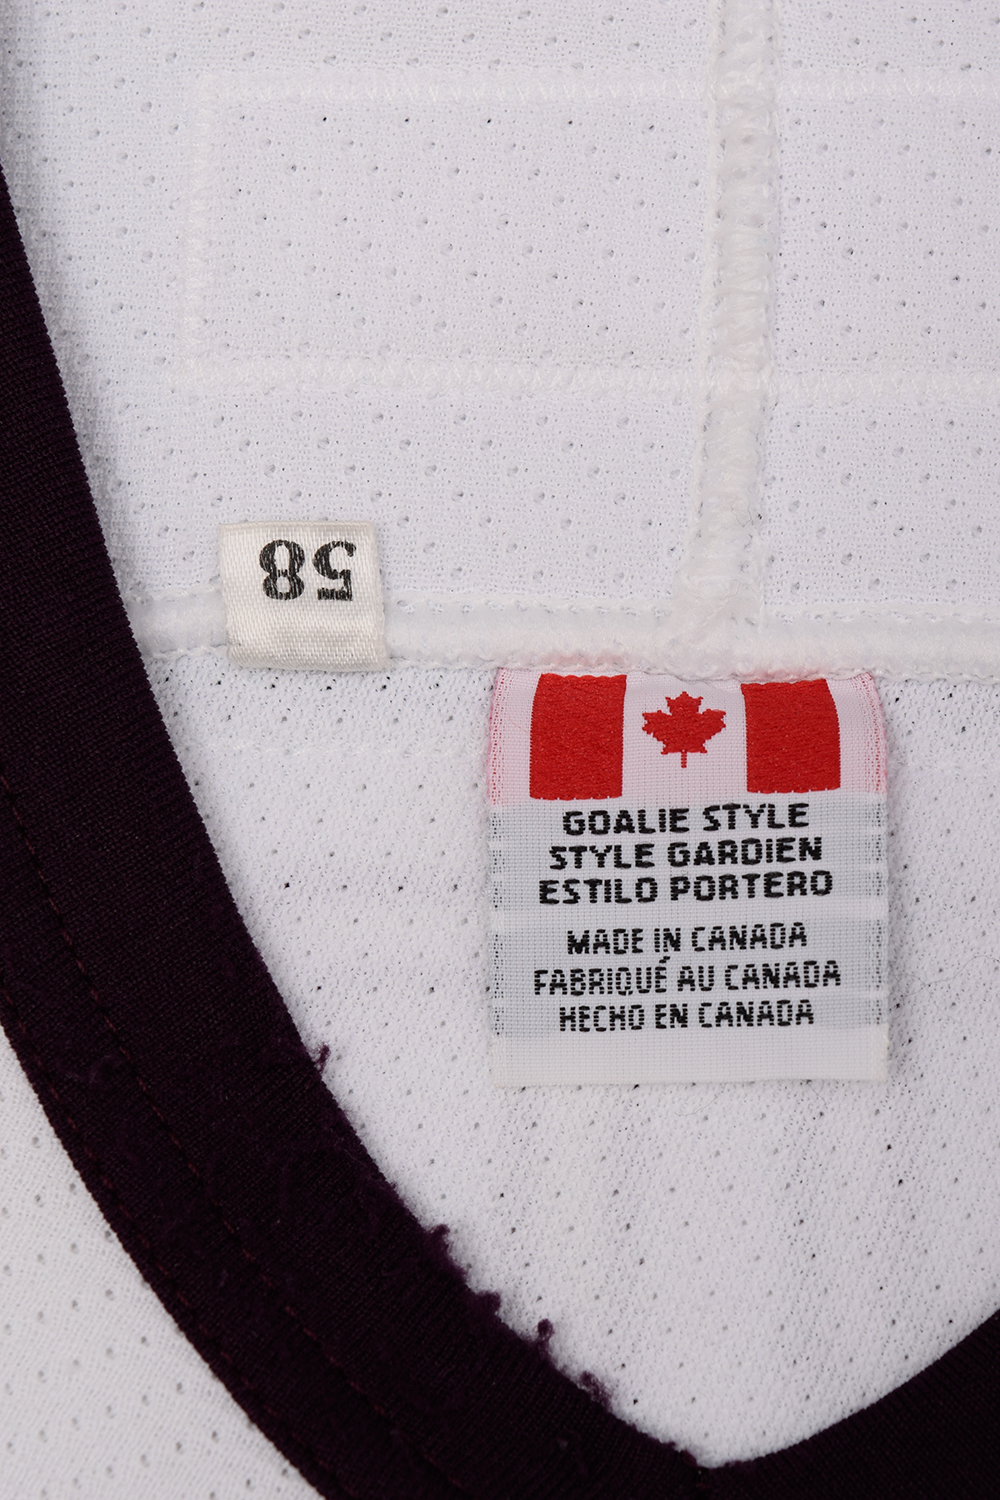 58
GOALIE STYLE
STYLE GARDIEN
ESTILO PORTERO
MADE IN CANADA
FABRIQUÉ AU CANADA
HECHO EN CANADA